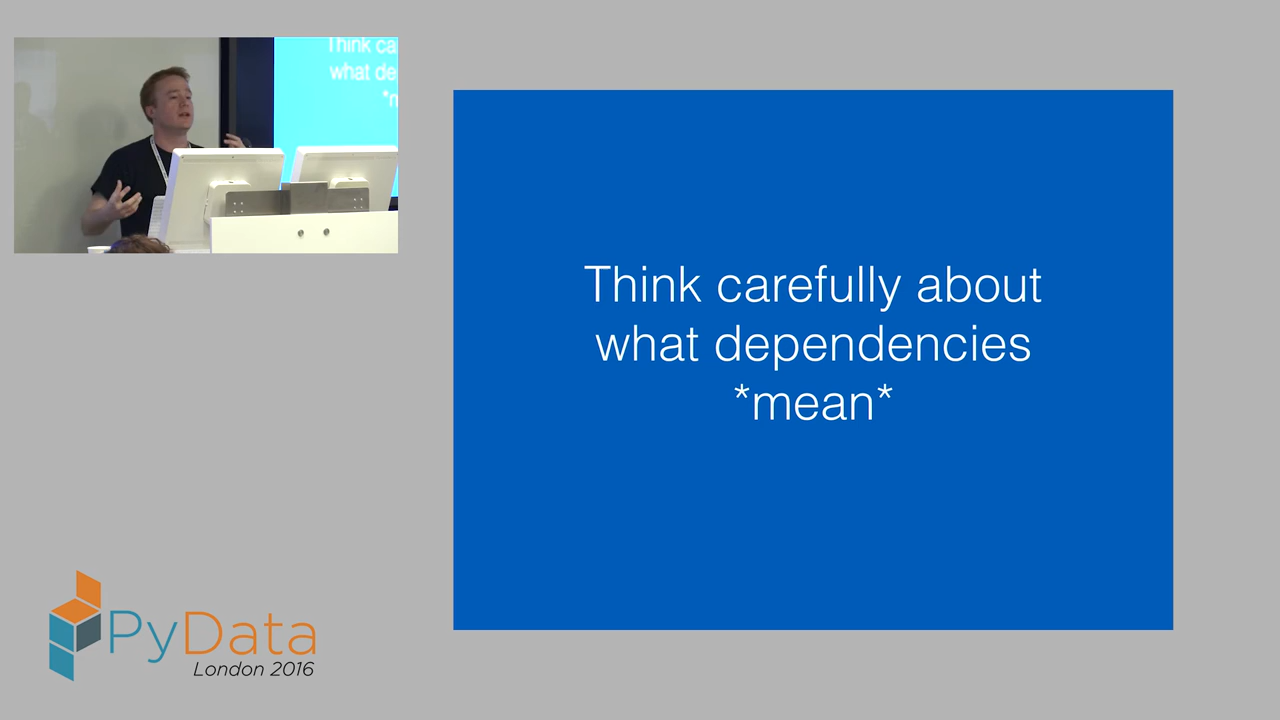 Think ca
what de
*m
Think carefully about
what dependencies
*mean*
PyData
London 2016